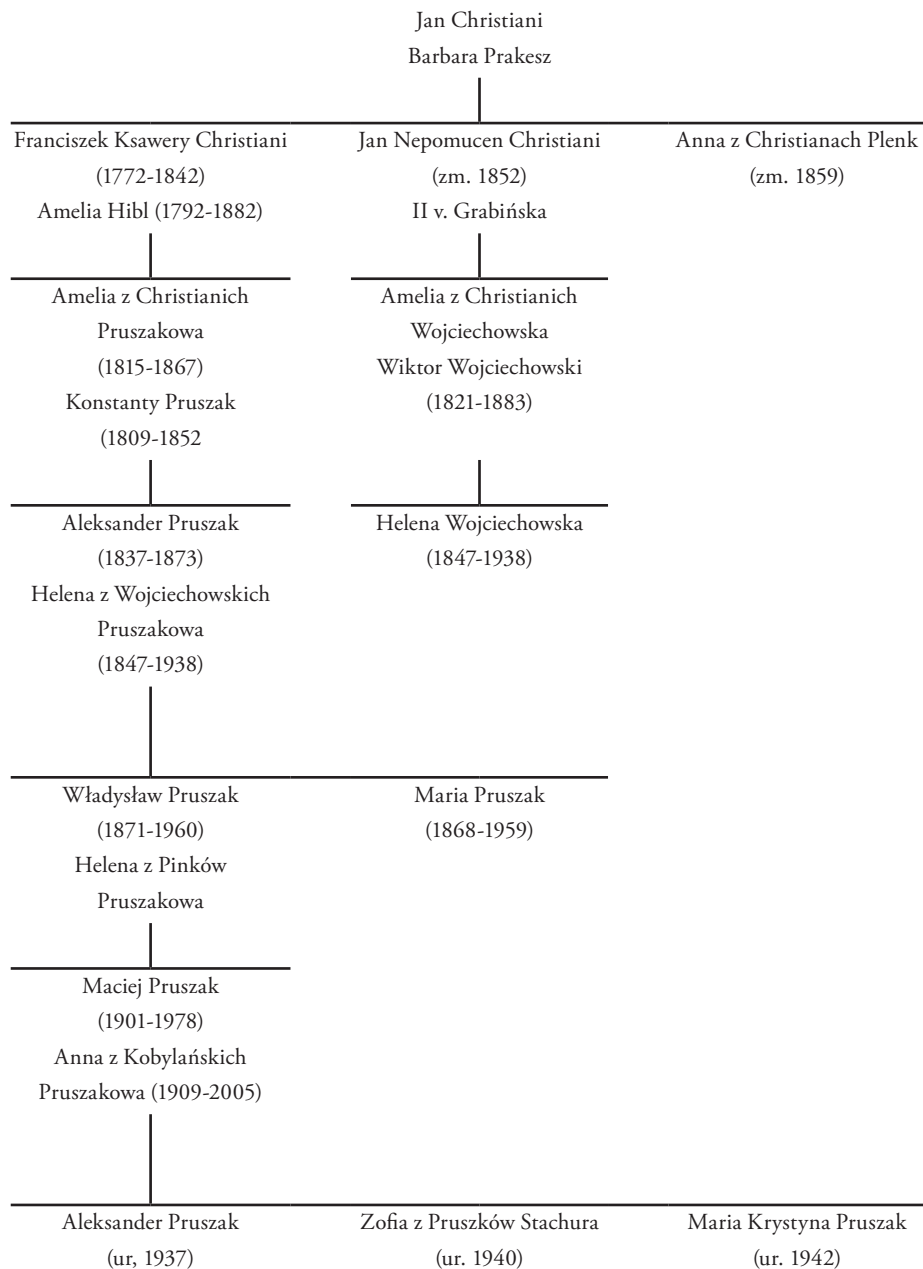 Jan Christiani
Barbara Prakesz
Franciszek Ksawery Christiani
(1772-1842)
Amelia Hibl (1792-1882)
Jan Nepomucen Christiani
(zm. 1852)
II v. Grabińska
Anna z Christianach Plenk
(zm. 1859)
Amelia z Christianich
Pruszakowa
(1815-1867)
Konstanty Pruszak
(1809-1852
Amelia z Christianich
Wojciechowska
Wiktor Wojciechowski
(1821-1883)
Aleksander Pruszak
(1837-1873)
Helena z Wojciechowskich
Pruszakowa
(1847-1938)
Helena Wojciechowska
(1847-1938)
Władysław Pruszak
(1871-1960)
Helena z Pinków
Pruszakowa
Maria Pruszak
(1868-1959)
Maciej Pruszak
(1901-1978)
Anna z Kobylańskich
Pruszakowa (1909-2005)
Aleksander Pruszak
(ur, 1937)
Zofia z Pruszków Stachura
(ur. 1940)
Maria Krystyna Pruszak
(ur. 1942)